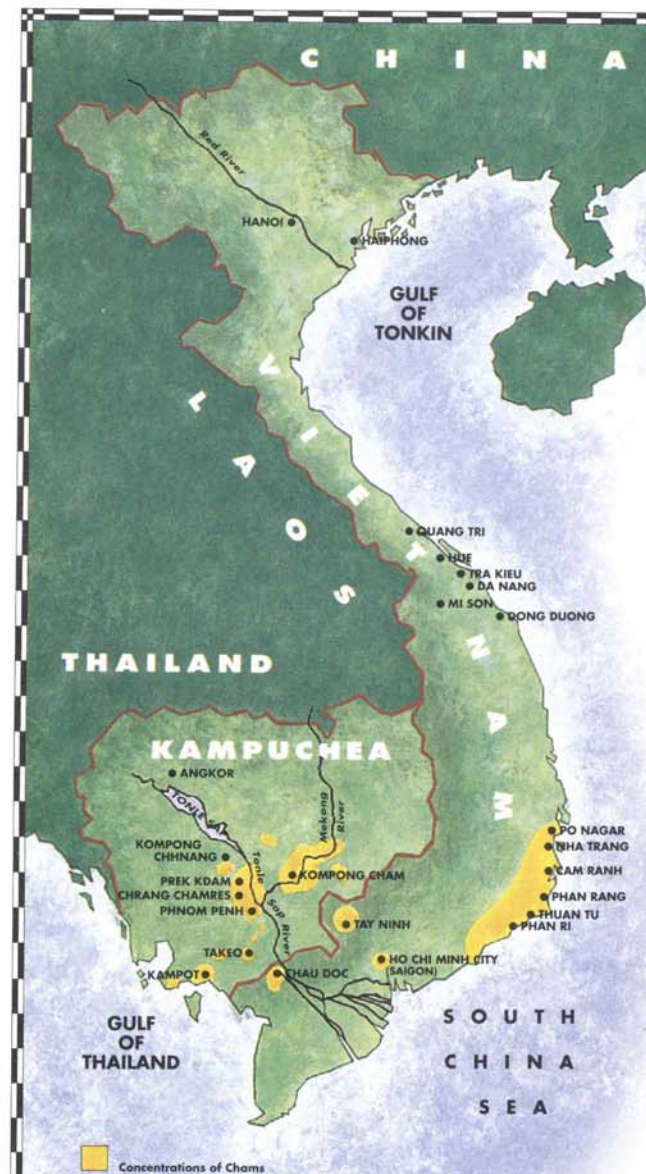 CHINA
Red River
HANOI
HAIPHONG
GULF
OF
TONKIN
VIETNAM
LAOS
QUANG TRI
HUE
TRA KIEU
DA NANG
MI SON
DONG DUONG
THAILAND
KAMPUCHEA
ANGKOR
TONLE SAP
Mekong
River
KOMPONG
CHHNANG
Tonle
Sap River
PREK KDAM
KOMPONG CHAM
CHRANG CHAMRES
PHNOM PENH
TAY NINH
TAKEO
KAMPOT
CHAU DOC
HO CHI MINH CITY
(SAIGON)
PO NAGAR
NHA TRANG
CAM RANH
PHAN RANG
THUAN TU
PHAN RI
GULF
OF
THAILAND
SOUTH
CHINA
SEA
Concentrations of Chams